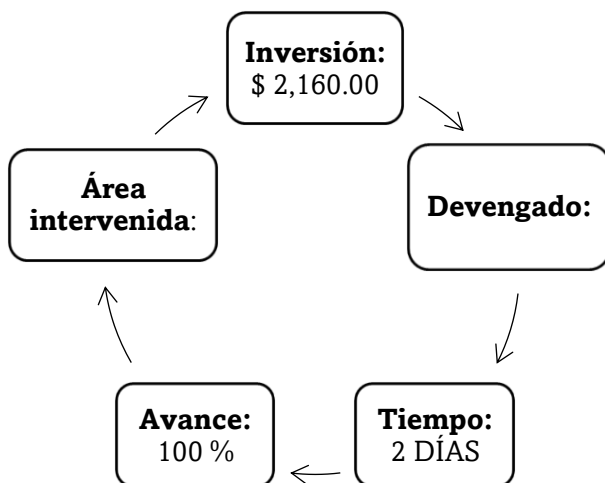 Inversión:
$ 2,160.00
Devengado:
Tiempo:
2 DÍAS
Avance:
100 %
Área
intervenida: